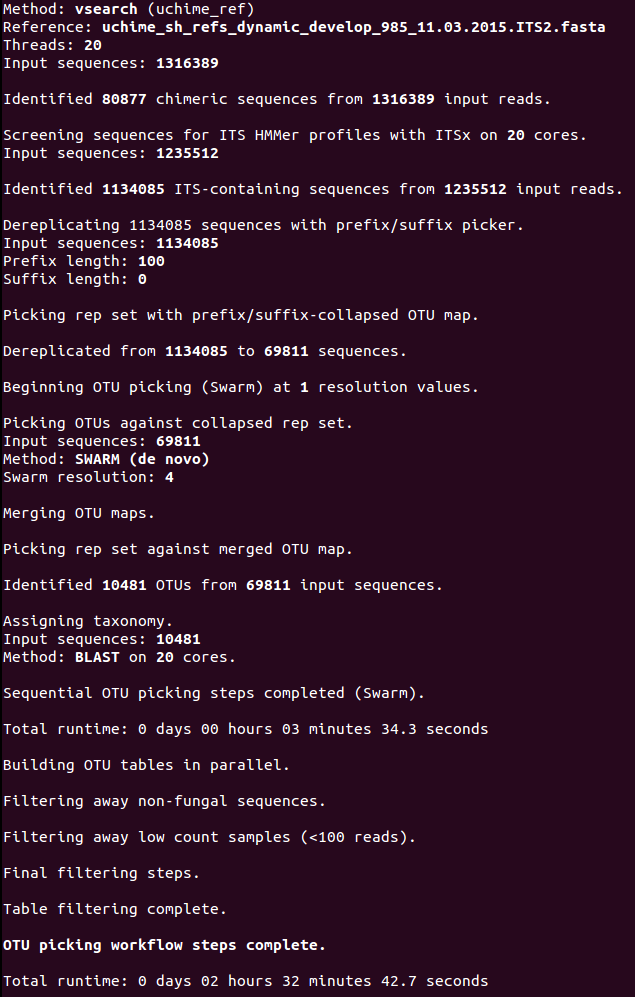 Method: vsearch (uchime_ref)
Reference: uchime_sh_refs_dynamic_develop_985_11.03.2015.ITS2.fasta
Threads: 20
Input sequences: 1316389
Identified 80877 chimeric sequences from 1316389 input reads.
Screening sequences for ITS HMMer profiles with ITSx on 20 cores.
Input sequences: 1235512
Identified 1134085 ITS-containing sequences from 1235512 input reads.
Dereplicating 1134085 sequences with prefix/suffix picker.
Input sequences: 1134085
Prefix length: 100
Suffix length: 0
Picking rep set with prefix/suffix-collapsed OTU map.
Dereplicated from 1134085 to 69811 sequences.
Beginning OTU picking (Swarm) at 1 resolution values.
Picking OTUs against collapsed rep set.
Input sequences: 69811
Method: SWARM (de novo)
Swarm resolution: 4
Merging OTU maps.
Picking rep set against merged OTU map.
Identified 10481 OTUs from 69811 input sequences.
Assigning taxonomy.
Input sequences: 10481
Method: BLAST on 20 cores.
Sequential OTU picking steps completed (Swarm).
Total runtime: 0 days 00 hours 03 minutes 34.3 seconds
Building OTU tables in parallel.
Filtering away non-fungal sequences.
Filtering away low count samples (<100 reads).
Final filtering steps.
Table filtering complete.
OTU picking workflow steps complete.
Total runtime: 0 days 02 hours 32 minutes 42.7 seconds